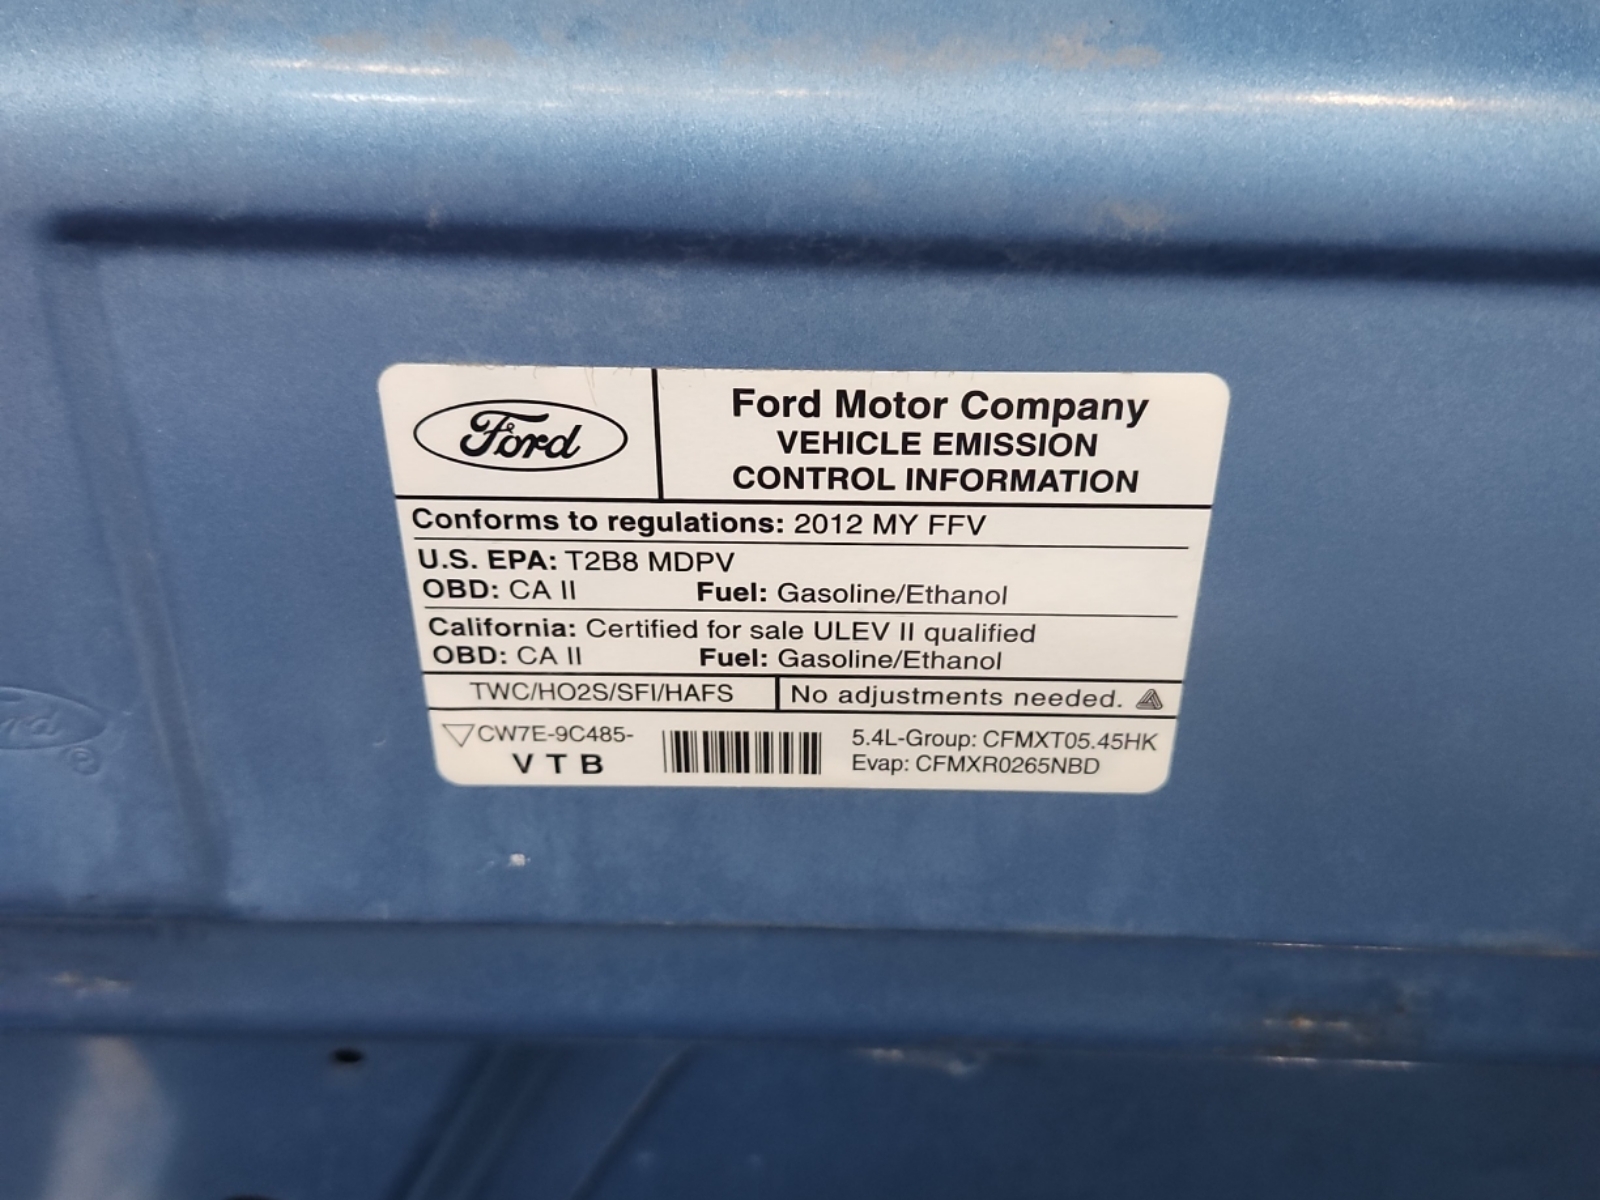 Ford
Ford Motor Company
VEHICLE EMISSION
CONTROL INFORMATION
Conforms to regulations: 2012 MY FFV
U.S. EPA: T2B8 MDPV
OBD: CA II Fuel: Gasoline/Ethanol
California: Certified for sale ULEV II qualified
OBD: CA II Fuel: Gasoline/Ethanol
TWC/HO2S/SFI/HAFS No adjustments needed.
CW7E-9C485-
V T B
5.4L-Group: CFMXT05.45HK
Evap: CFMXR0265NBD
Ford
®